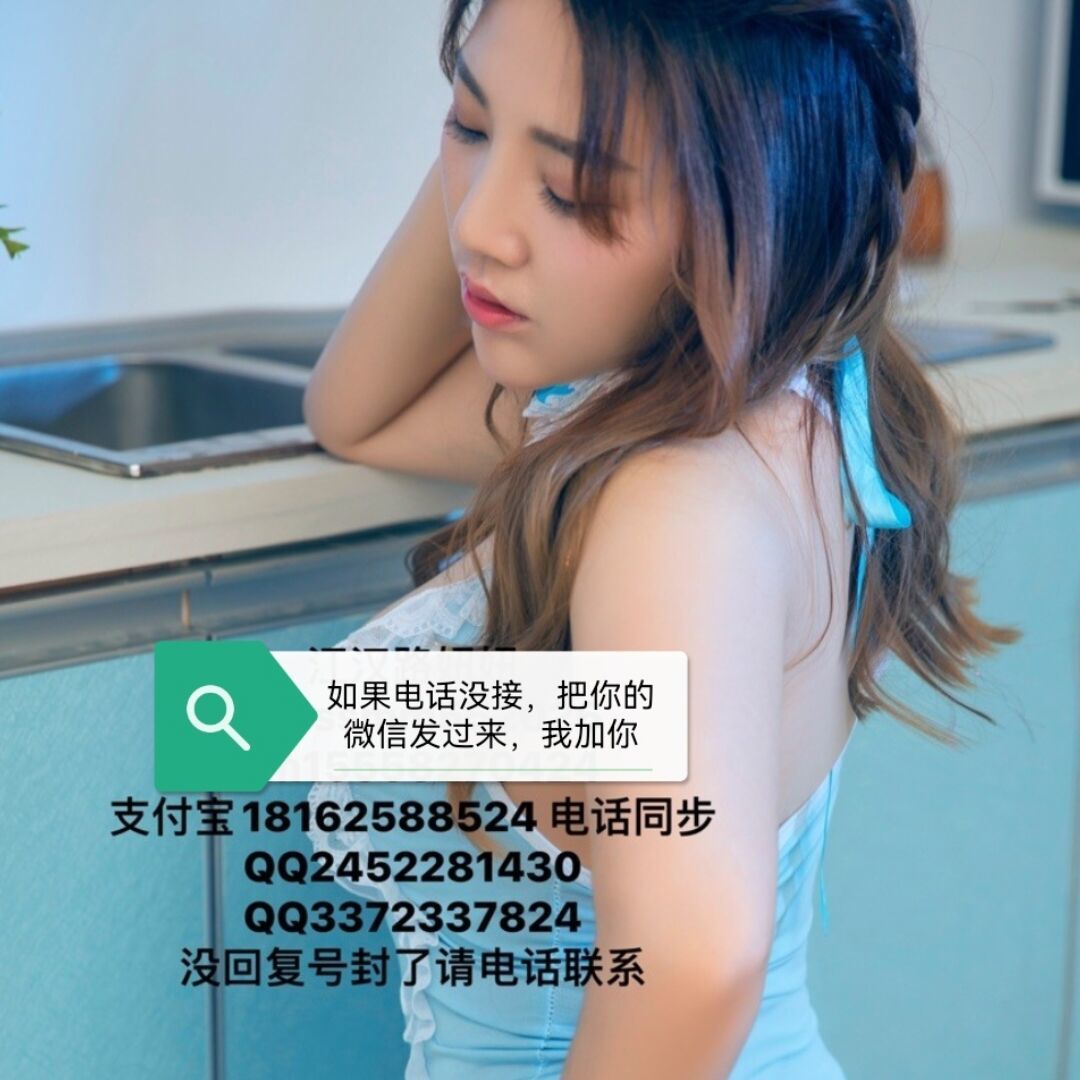 如果电话没接，把你的
微信发过来，我加你
支付宝18162588524 电话同步
QQ2452281430
QQ3372337824
没回复号封了请电话联系